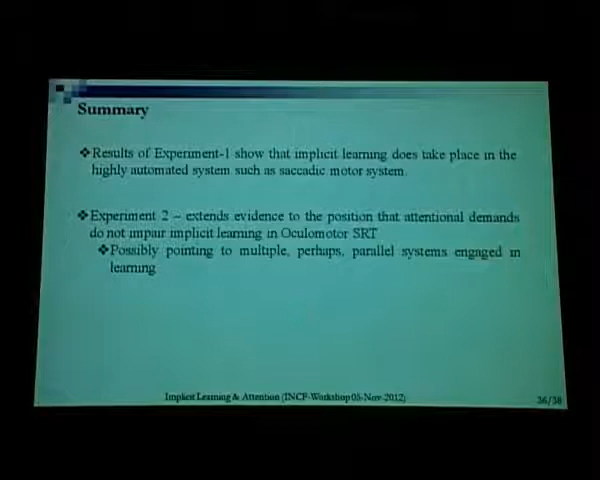 Summary
❖Results of Experiment-1 show that implicit learning does take place in the
highly automated system such as saccadic motor system.
❖Experiment 2 – extends evidence to the position that attentional demands
do not impair implicit learning in Oculomotor SRT
❖Possibly pointing to multiple, perhaps, parallel systems engaged in
learning
Implicit Learning & Attention (INCF-Workshop 05-Nov-2012)
36/38